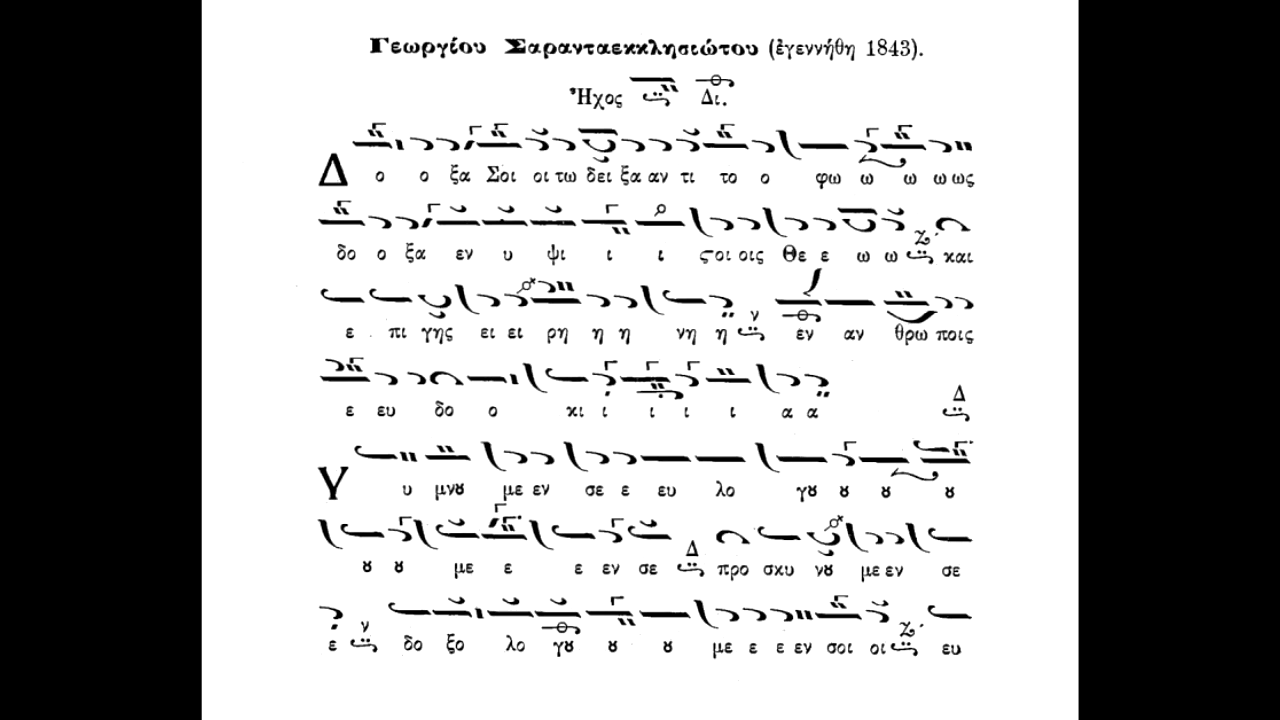 Γεωργίου Σαρανταεκκλησιώτου (ἐγεννήθη 1843).
Ἦχος Δι.
Δ ο ο ξα Σοι οι τω δει ξα αν τι το ο φω ω ω ω ως
δο ο ξα εν υ ψι ι ι ϛοι οις Θε ε ω ω Ζ και
ε πι γης ει ει ρη η η νη η ν εν αν θρω ποις
ε ευ δο ο κι ι ι ι ι α α Δ
Υ υ μνȣ με εν σε ε ευ λο γȣ ȣ ȣ ȣ
ȣ ȣ με ε ε εν σε Δ προ σκυ νȣ με εν σε
ε ν δο ξο λο γȣ ȣ ȣ με ε ε εν σοι οι Ζ ευ